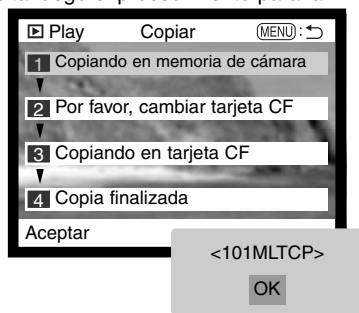 Play Copiar MENU :
1 Copiando en memoria de cámara
2 Por favor, cambiar tarjeta CF
3 Copiando en tarjeta CF
4 Copia finalizada
Aceptar
<101MLTCP>
OK